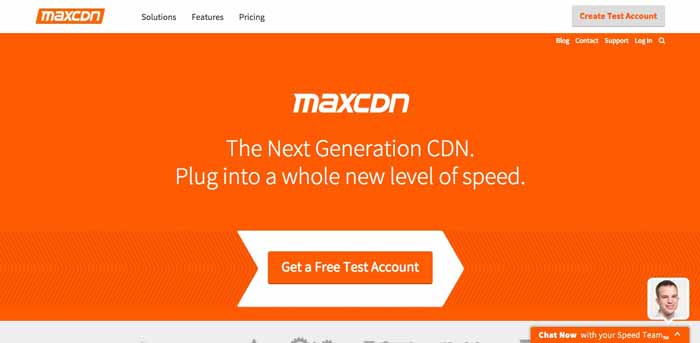 maxcdn
Solutions Features Pricing
Create Test Account
Blog Contact Support Log In
maxcdn
The Next Generation CDN.
Plug into a whole new level of speed.
Get a Free Test Account
Chat Now with your Speed Team™